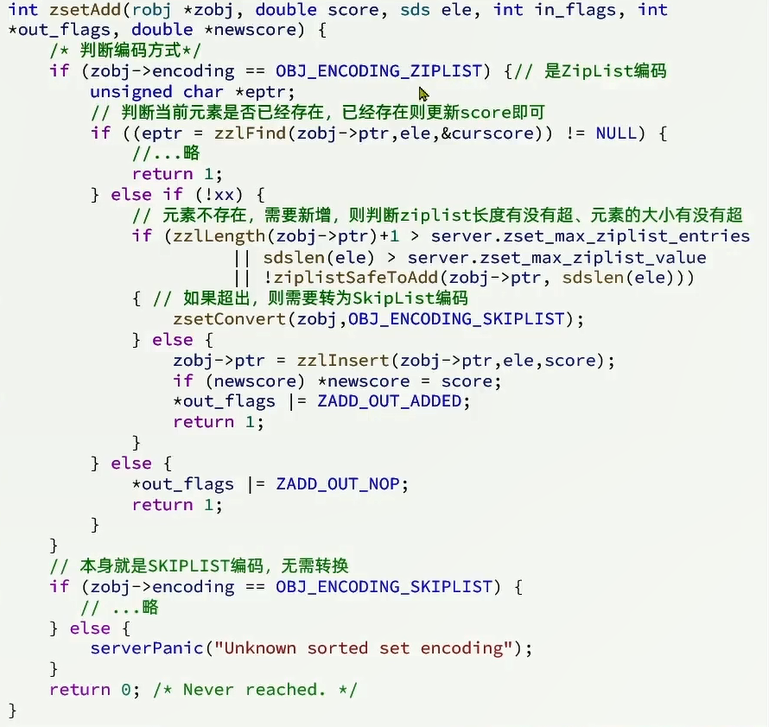 int zsetAdd(robj *zobj, double score, sds ele, int in_flags, int
*out_flags, double *newscore) {
    /* 判断编码方式*/
    if (zobj->encoding == OBJ_ENCODING_ZIPLIST) {// 是ZipList编码
        unsigned char *eptr;
        // 判断当前元素是否已经存在，已经存在则更新score即可
        if ((eptr = zzlFind(zobj->ptr,ele,&curscore)) != NULL) {
            //...略
            return 1;
        } else if (!xx) {
            // 元素不存在，需要新增，则判断ziplist长度有没有超、元素的大小有没有超
            if (zzlLength(zobj->ptr)+1 > server.zset_max_ziplist_entries
                      || sdslen(ele) > server.zset_max_ziplist_value
                      || !ziplistSafeToAdd(zobj->ptr, sdslen(ele)))
            { // 如果超出，则需要转为SkipList编码
                zsetConvert(zobj,OBJ_ENCODING_SKIPLIST);
            } else {
                zobj->ptr = zzlInsert(zobj->ptr,ele,score);
                if (newscore) *newscore = score;
                *out_flags |= ZADD_OUT_ADDED;
                return 1;
            }
        } else {
            *out_flags |= ZADD_OUT_NOP;
            return 1;
        }
    }
    // 本身就是SKIPLIST编码，无需转换
    if (zobj->encoding == OBJ_ENCODING_SKIPLIST) {
       // ...略
    } else {
        serverPanic("Unknown sorted set encoding");
    }
    return 0; /* Never reached. */
}